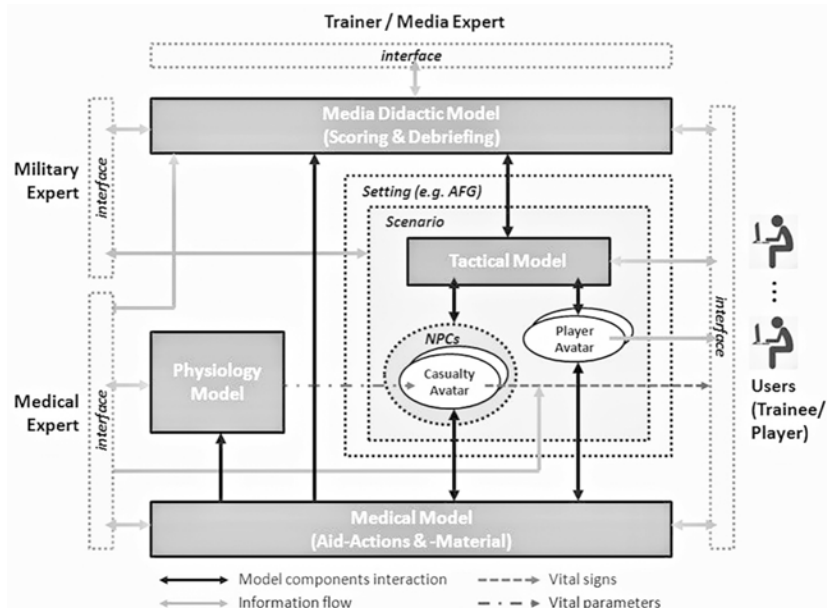 Trainer / Media Expert
interface
Media Didactic Model
(Scoring & Debriefing)
Military
Expert
interface
Setting (e.g. AFG)
Scenario
Tactical Model
NPCs
Casualty
Avatar
Player
Avatar
Physiology
Model
Medical
Expert
interface
interface
Users
(Trainee/
Player)
Medical Model
(Aid-Actions & -Material)
Model components interaction
Vital signs
Information flow
Vital parameters